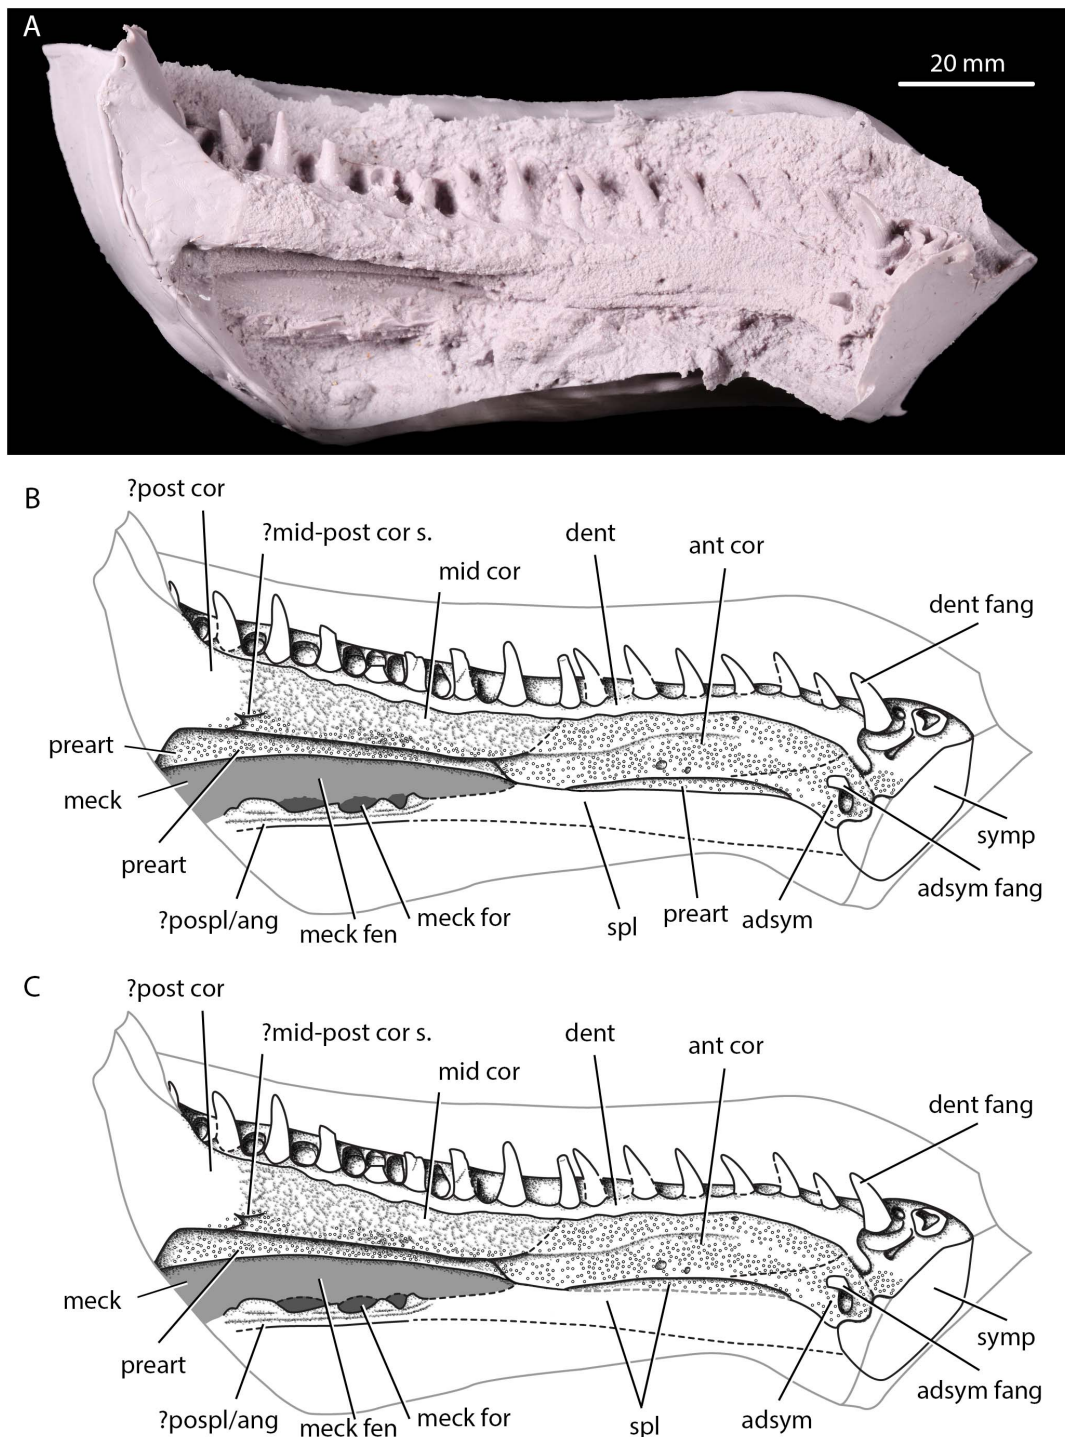 A
20 mm
B
?post cor
?mid-post cor s.
mid cor
dent
ant cor
dent fang
preart
meck
preart
?pospl/ang
meck fen
meck for
spl
preart
adsym
adsym fang
symp
C
?post cor
?mid-post cor s.
mid cor
dent
ant cor
dent fang
meck
preart
?pospl/ang
meck fen
meck for
spl
adsym
adsym fang
symp